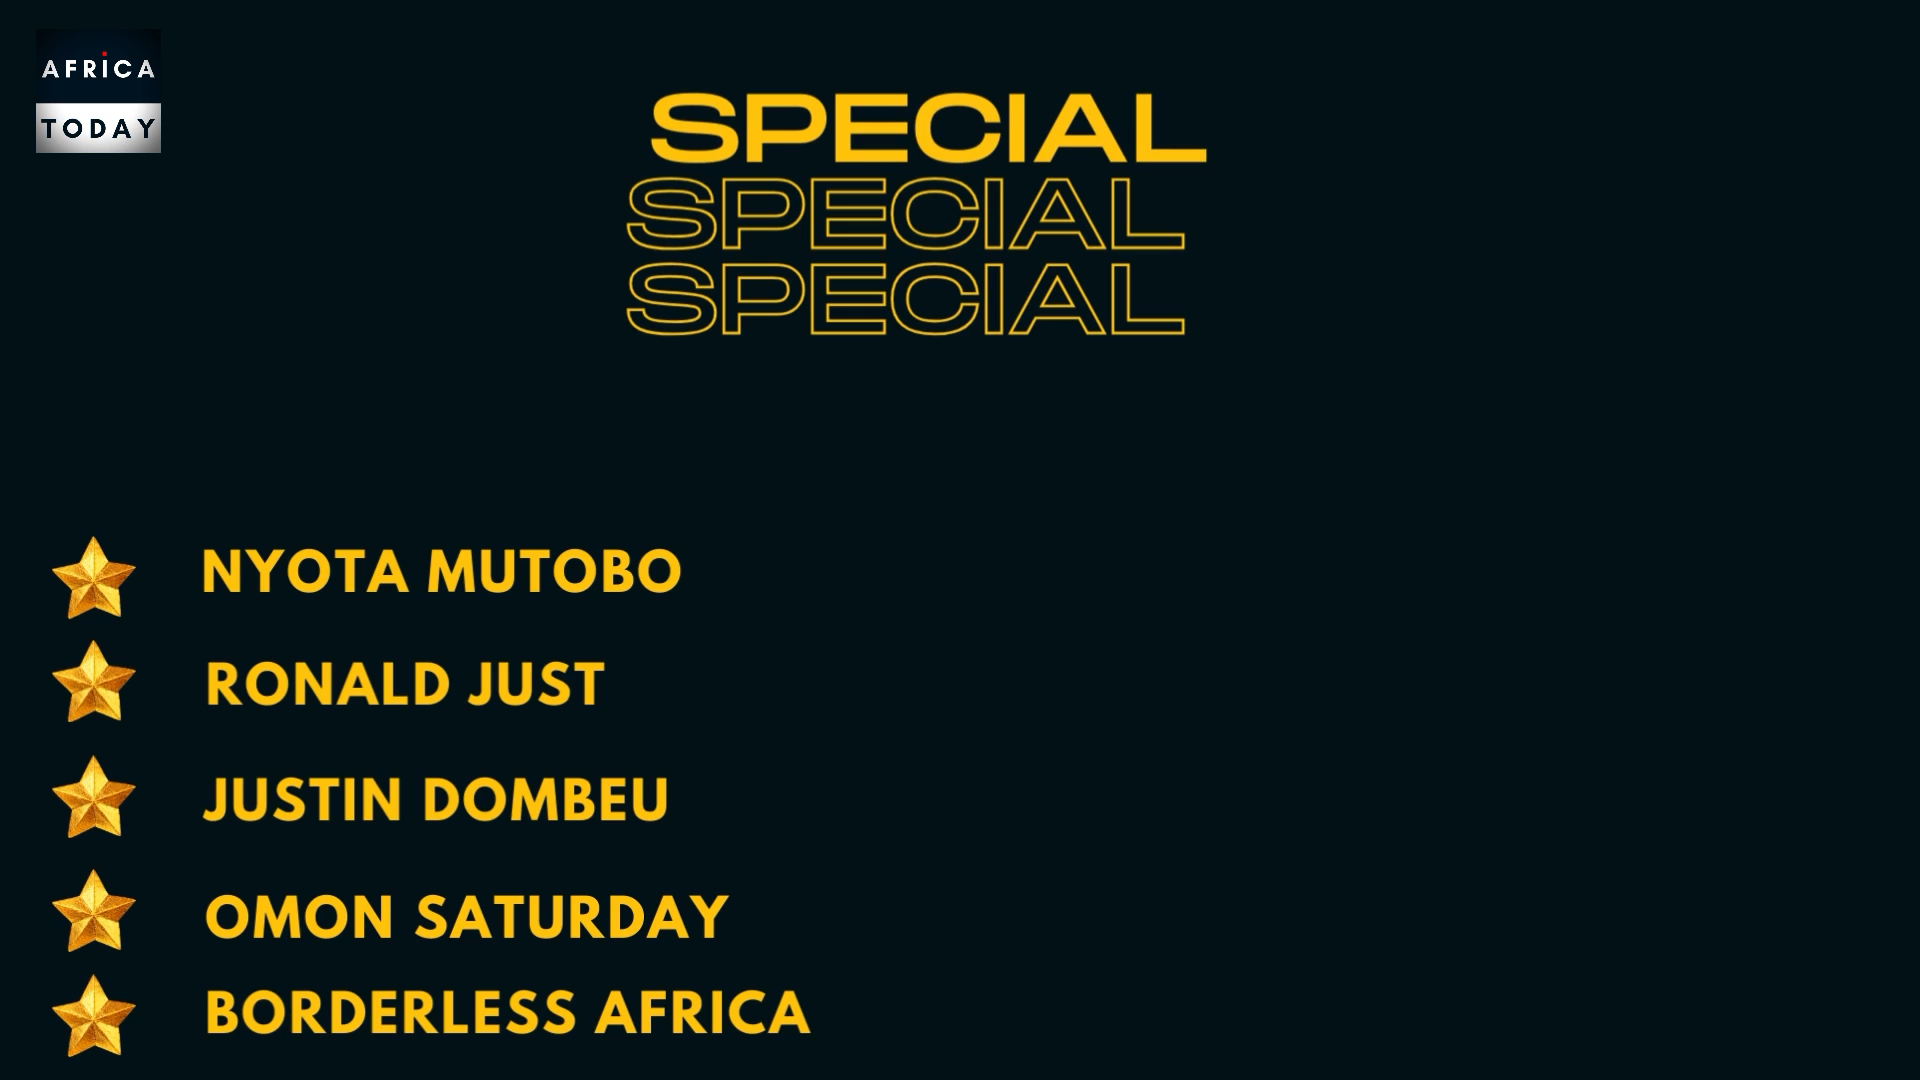 AFRICA
TODAY
SPECIAL
SPECIAL
SPECIAL
NYOTA MUTOBO
RONALD JUST
JUSTIN DOMBEU
OMON SATURDAY
BORDERLESS AFRICA